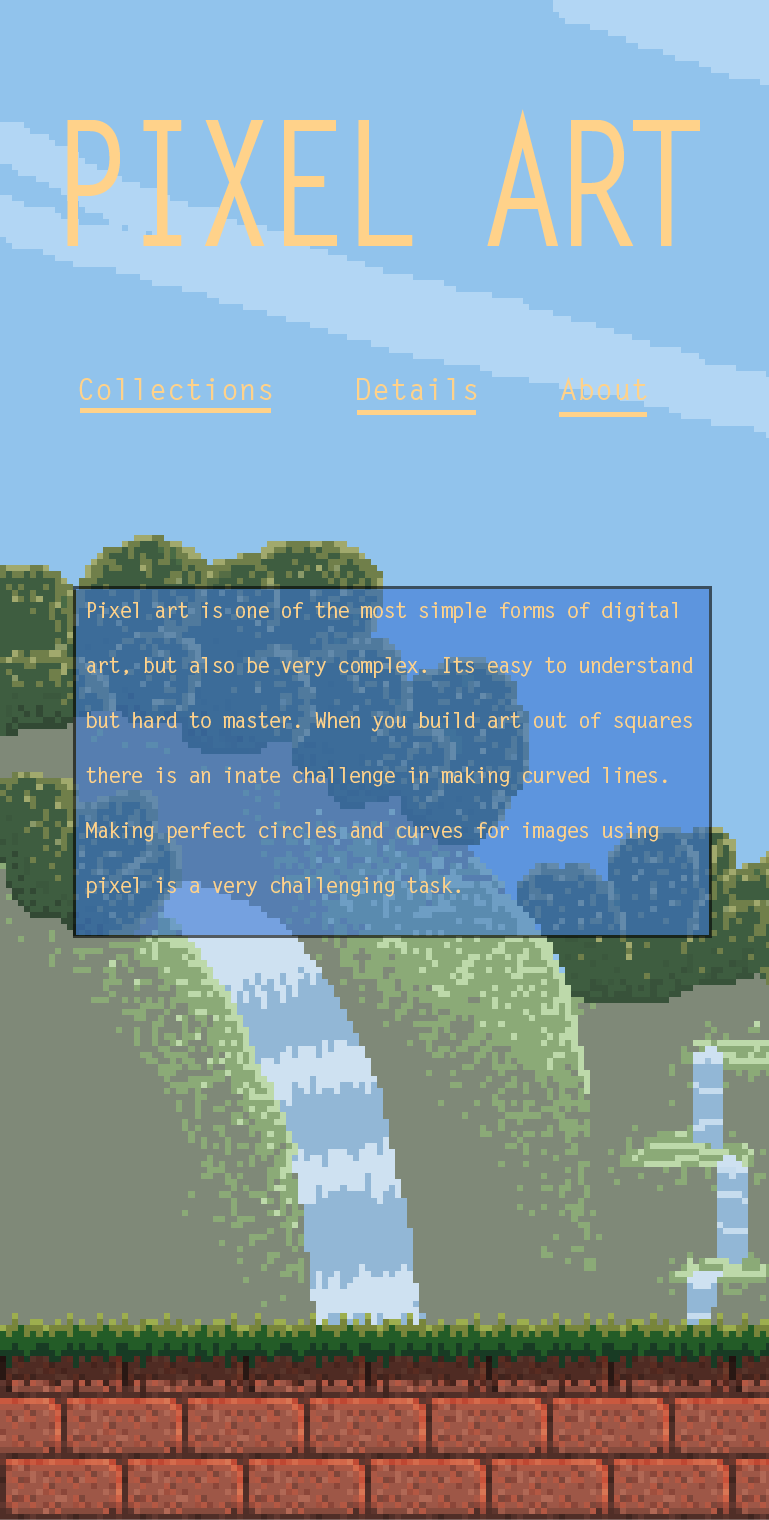 PIXEL ART
Collections Details About
Pixel art is one of the most simple forms of digital
art, but also be very complex. Its easy to understand
but hard to master. When you build art out of squares
there is an inate challenge in making curved lines.
Making perfect circles and curves for images using
pixel is a very challenging task.